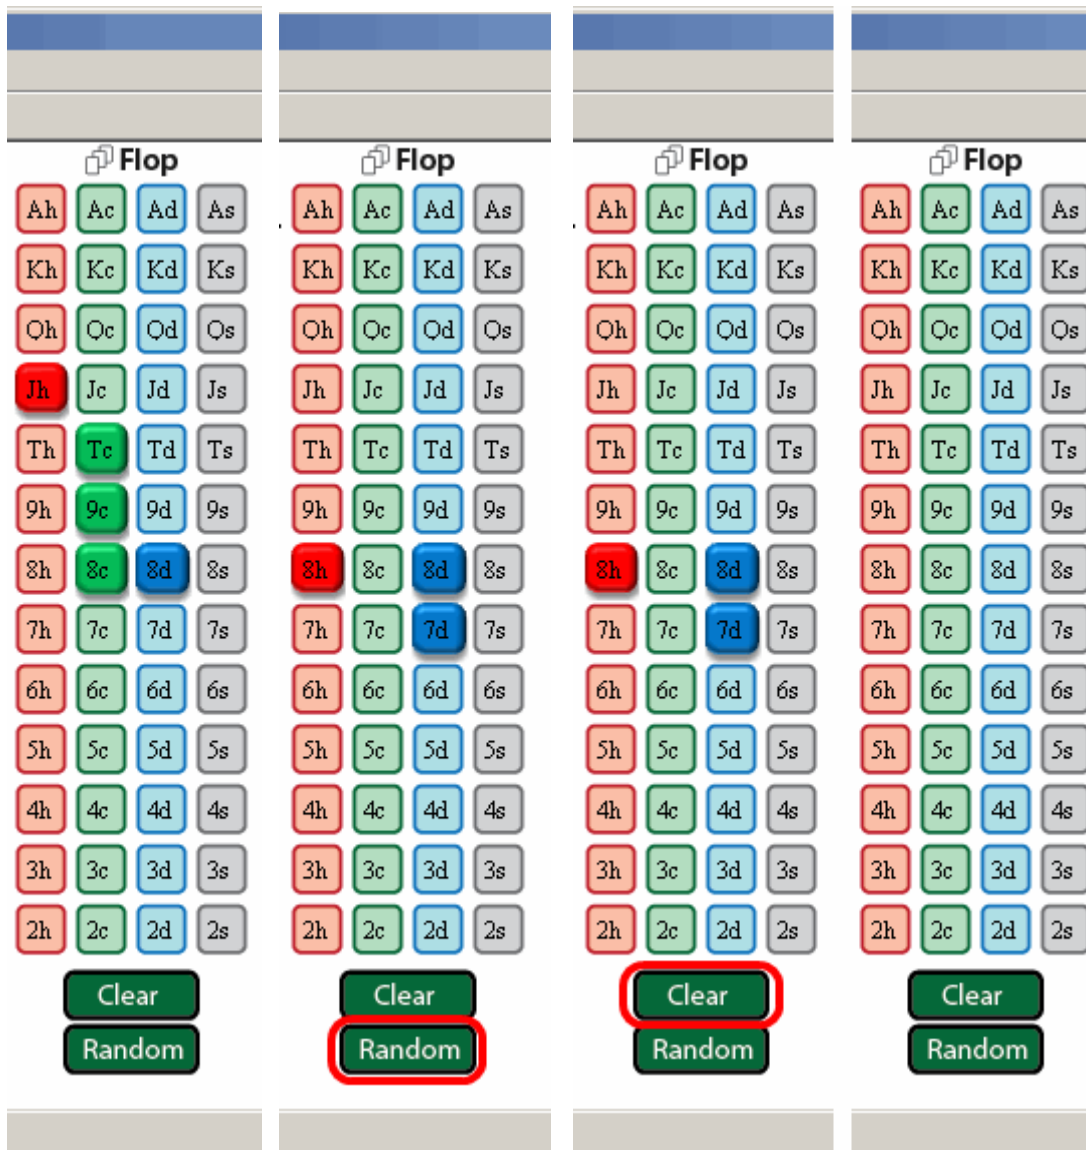 Flop Flop Flop Flop
Ah Ac Ad As Ah Ac Ad As Ah Ac Ad As Ah Ac Ad As
Kh Kc Kd Ks Kh Kc Kd Ks Kh Kc Kd Ks Kh Kc Kd Ks
Qh Qc Qd Qs Qh Qc Qd Qs Qh Qc Qd Qs Qh Qc Qd Qs
Jh Jc Jd Js Jh Jc Jd Js Jh Jc Jd Js Jh Jc Jd Js
Th Tc Td Ts Th Tc Td Ts Th Tc Td Ts Th Tc Td Ts
9h 9c 9d 9s 9h 9c 9d 9s 9h 9c 9d 9s 9h 9c 9d 9s
8h 8c 8d 8s 8h 8c 8d 8s 8h 8c 8d 8s 8h 8c 8d 8s
7h 7c 7d 7s 7h 7c 7d 7s 7h 7c 7d 7s 7h 7c 7d 7s
6h 6c 6d 6s 6h 6c 6d 6s 6h 6c 6d 6s 6h 6c 6d 6s
5h 5c 5d 5s 5h 5c 5d 5s 5h 5c 5d 5s 5h 5c 5d 5s
4h 4c 4d 4s 4h 4c 4d 4s 4h 4c 4d 4s 4h 4c 4d 4s
3h 3c 3d 3s 3h 3c 3d 3s 3h 3c 3d 3s 3h 3c 3d 3s
2h 2c 2d 2s 2h 2c 2d 2s 2h 2c 2d 2s 2h 2c 2d 2s
Clear Clear Clear Clear
Random Random Random Random